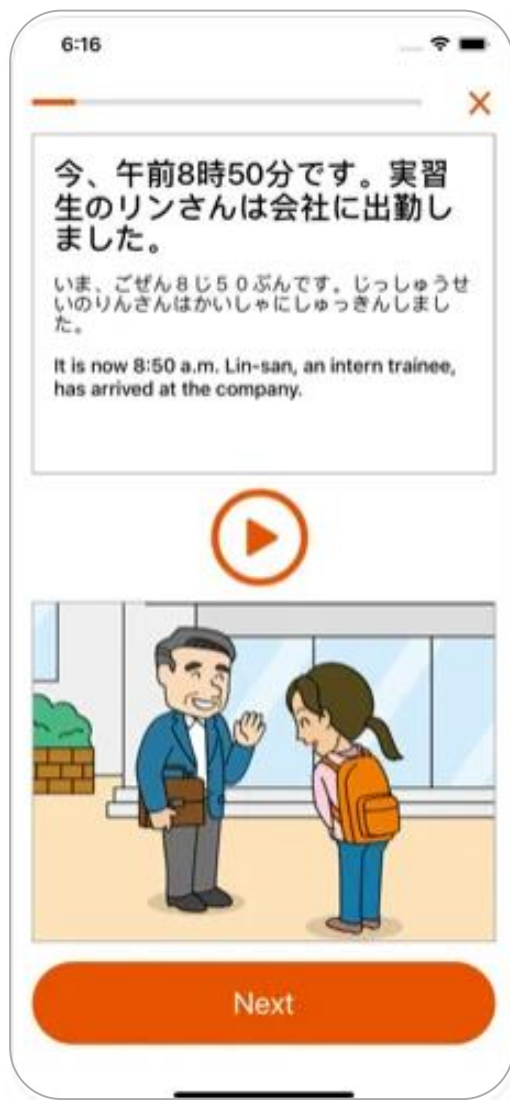 6:16
今、午前8時50分です。実習
生のリンさんは会社に出勤し
ました。
いま、ごぜん8じ５０ぷんです。じっしゅうせ
いのりんさんはかいしゃにしゅっきんしまし
た。
It is now 8:50 a.m. Lin-san, an intern trainee,
has arrived at the company.
Next